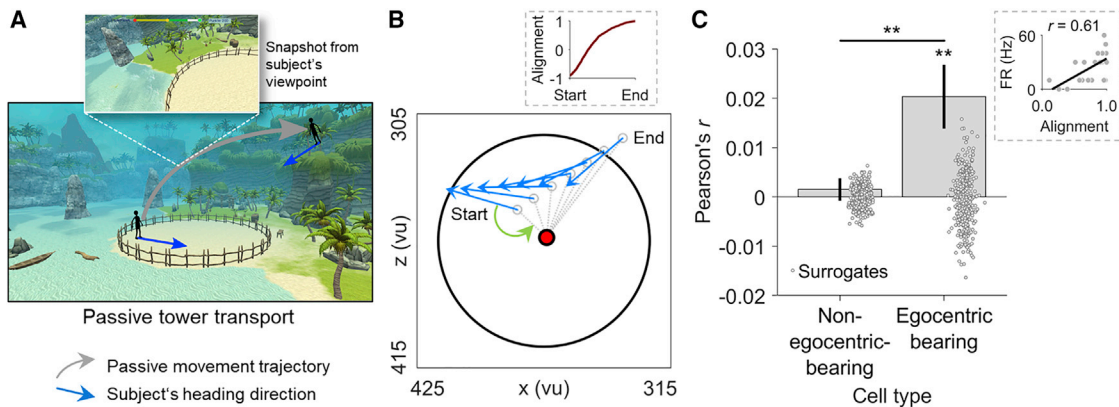 A
Snapshot from
subject's
viewpoint
Passive tower transport
Passive movement trajectory
Subject's heading direction
B
Alignment
1
0
-1
Start
End
305
z (vu)
415
End
Start
425
x (vu)
315
C
Pearson's r
0.03
0.02
0.01
0
-0.01
-0.02
**
**
Surrogates
Non-
egocentric-
bearing
Egocentric
bearing
Cell type
r = 0.61
FR (Hz)
60
0
0.0
1.0
Alignment